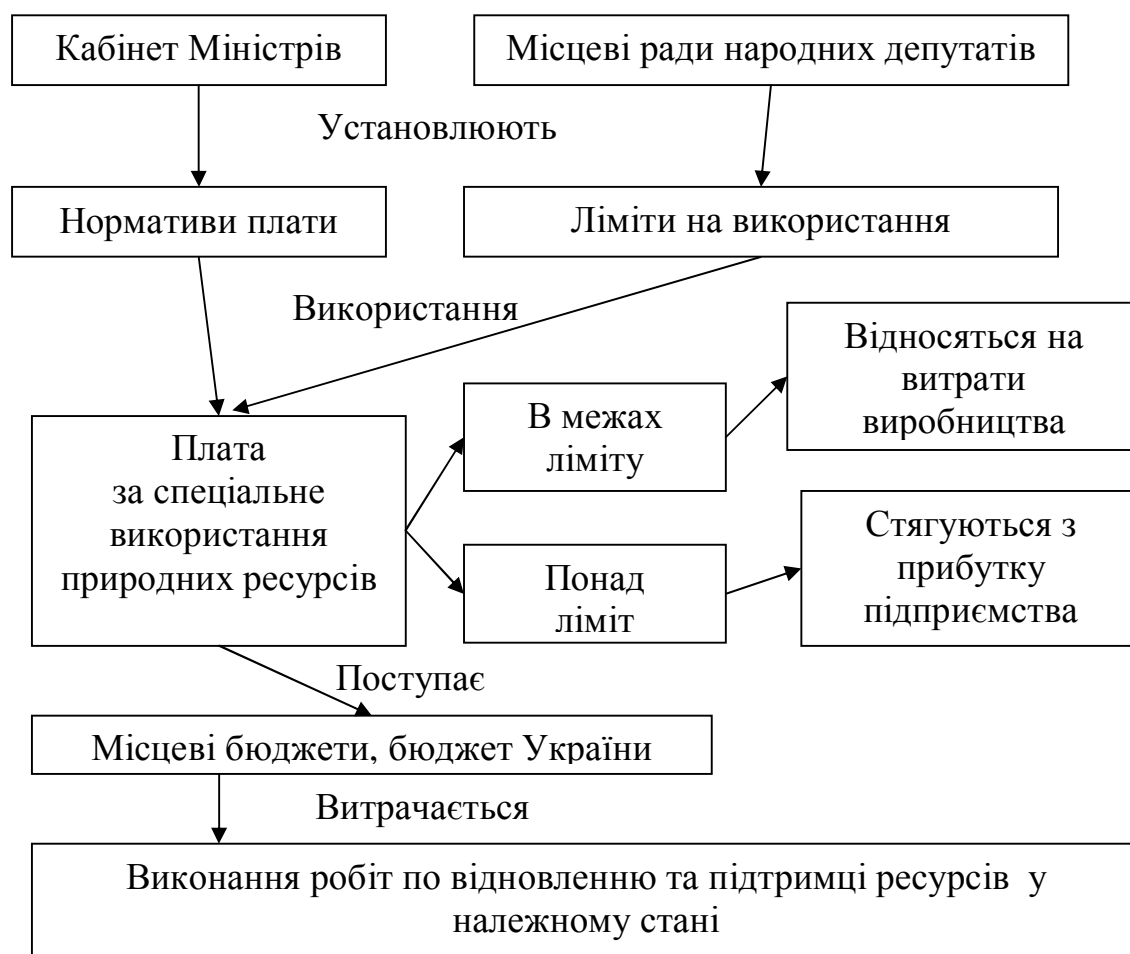 Кабінет Міністрів
Місцеві ради народних депутатів
Установлюють
Нормативи плати
Ліміти на використання
Використання
Відносяться на
витрати
виробництва
В межах
ліміту
Плата
за спеціальне
використання
природних ресурсів
Стягуються з
прибутку
підприємства
Понад
ліміт
Поступає
Місцеві бюджети, бюджет України
Витрачається
Виконання робіт по відновленню та підтримці ресурсів у
належному стані